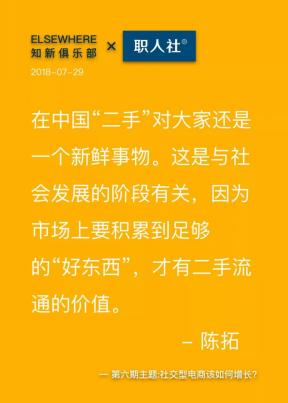 ELSEWHERE
知新俱乐部
×
职人社®
2018-07-29
在中国“二手”对大家还是
一个新鲜事物。这是与社
会发展的阶段有关，因为
市场上要积累到足够
的“好东西”，才有二手流
通的价值。
- 陈拓
— 第六期主题:社交型电商该如何增长?